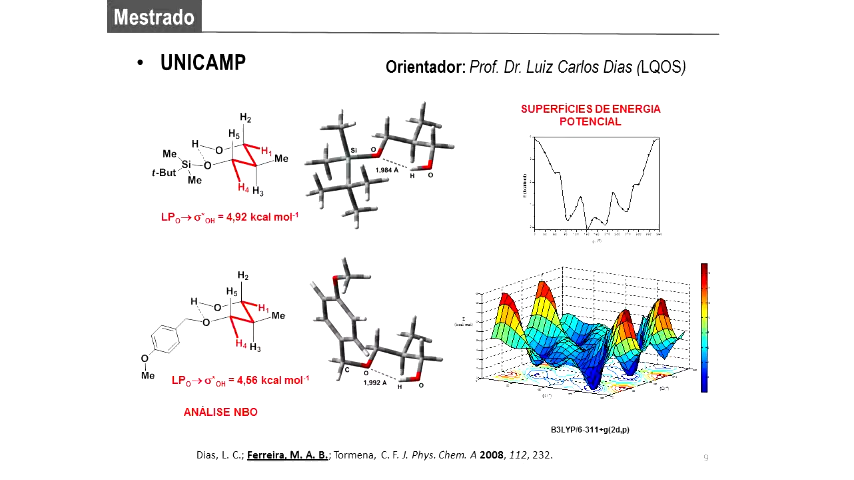 Mestrado
• UNICAMP
Orientador: Prof. Dr. Luiz Carlos Dias (LQOS)
SUPERFÍCIES DE ENERGIA
POTENCIAL
H2
H5
H
O
H1
Me
Me
Si
O
t-But
Me
H4
H3
Si
O
1,984 A
H
O
LPO→ σ*OH = 4,92 kcal mol-1
H2
H5
H
O
H1
Me
O
H4
H3
O
Me
C
O
1,992 A
H
O
LPO→ σ*OH = 4,56 kcal mol-1
ANÁLISE NBO
B3LYP/6-311+g(2d,p)
Dias, L. C.; Ferreira, M. A. B.; Tormena, C. F. J. Phys. Chem. A 2008, 112, 232.
9